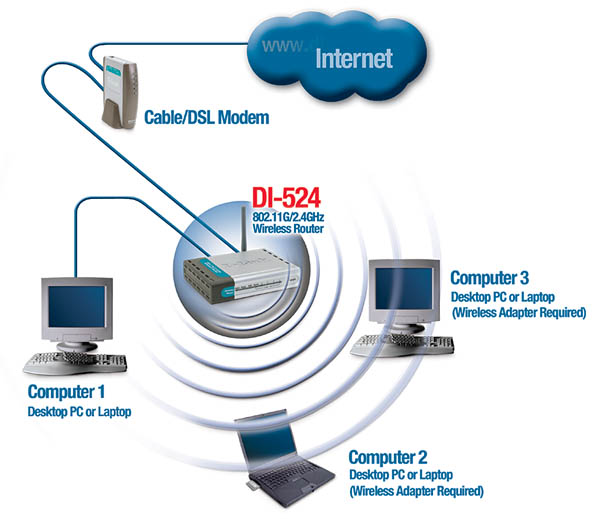 www.
Internet
Cable/DSL Modem
DI-524
802.11G/2.4GHz
Wireless Router
D-Link
Computer 3
Desktop PC or Laptop
(Wireless Adapter Required)
Computer 1
Desktop PC or Laptop
Computer 2
Desktop PC or Laptop
(Wireless Adapter Required)